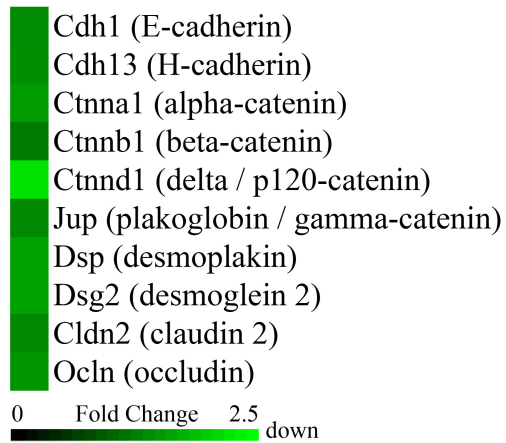 Cdh1 (E-cadherin)
Cdh13 (H-cadherin)
Ctnna1 (alpha-catenin)
Ctnnb1 (beta-catenin)
Ctnnd1 (delta / p120-catenin)
Jup (plakoglobin / gamma-catenin)
Dsp (desmoplakin)
Dsg2 (desmoglein 2)
Cldn2 (claudin 2)
Ocln (occludin)
0 Fold Change 2.5
down